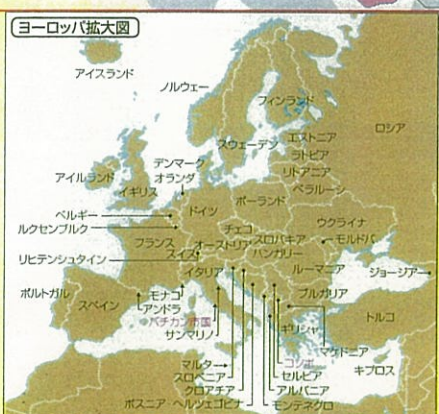 ヨーロッパ拡大図
アイスランド
ノルウェー
フィンランド
ロシア
スウェーデン
エストニア
ラトビア
リトアニア
ベラルーシ
デンマーク
オランダ
アイルランド
イギリス
ドイツ
ポーランド
ベルギー
ルクセンブルク
チェコ
ウクライナ
モルドバ
フランス
オーストリア
スロバキア
ハンガリー
スイス
リヒテンシュタイン
ルーマニア
ジョージア
イタリア
ブルガリア
ポルトガル
スペイン
モナコ
アンドラ
バチカン市国
サンマリノ
ギリシャ
トルコ
マケドニア
キプロス
マルタ
コソボ
スロベニア
セルビア
クロアチア
アルバニア
ボスニア・ヘルツェゴビナ
モンテネグロ